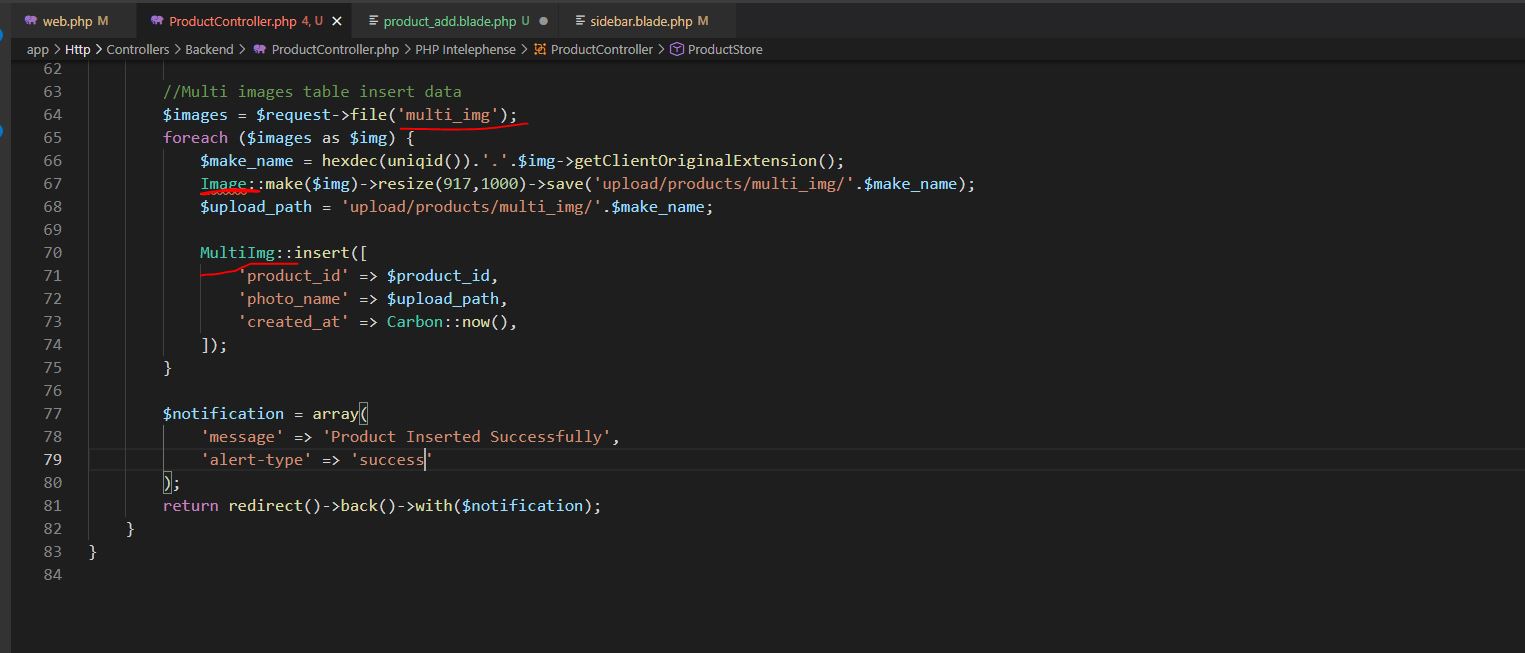 web.php M ProductController.php 4, U product_add.blade.php U sidebar.blade.php M
app > Http > Controllers > Backend > ProductController.php > PHP Intelephense > ProductController > ProductStore
62
63 //Multi images table insert data
64 $images = $request->file('multi_img');
65 foreach ($images as $img) {
66 $make_name = hexdec(uniqid()).'.'.$img->getClientOriginalExtension();
67 Image::make($img)->resize(917,1000)->save('upload/products/multi_img/'.$make_name);
68 $upload_path = 'upload/products/multi_img/'.$make_name;
69
70 MultiImg::insert([
71 'product_id' => $product_id,
72 'photo_name' => $upload_path,
73 'created_at' => Carbon::now(),
74 ]);
75 }
76
77 $notification = array(
78 'message' => 'Product Inserted Successfully',
79 'alert-type' => 'success'
80 );
81 return redirect()->back()->with($notification);
82 }
83 }
84